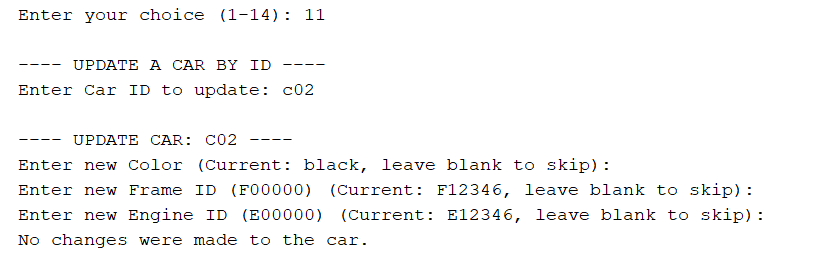 Enter your choice (1-14): 11
---- UPDATE A CAR BY ID ----
Enter Car ID to update: c02
---- UPDATE CAR: C02 ----
Enter new Color (Current: black, leave blank to skip):
Enter new Frame ID (F00000) (Current: F12346, leave blank to skip):
Enter new Engine ID (E00000) (Current: E12346, leave blank to skip):
No changes were made to the car.